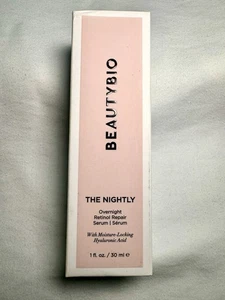 BEAUTYBIO
THE NIGHTLY
Overnight
Retinol Repair
Serum | Sérum
With Moisture-Locking
Hyaluronic Acid
1 fl. oz. / 30 ml ℮